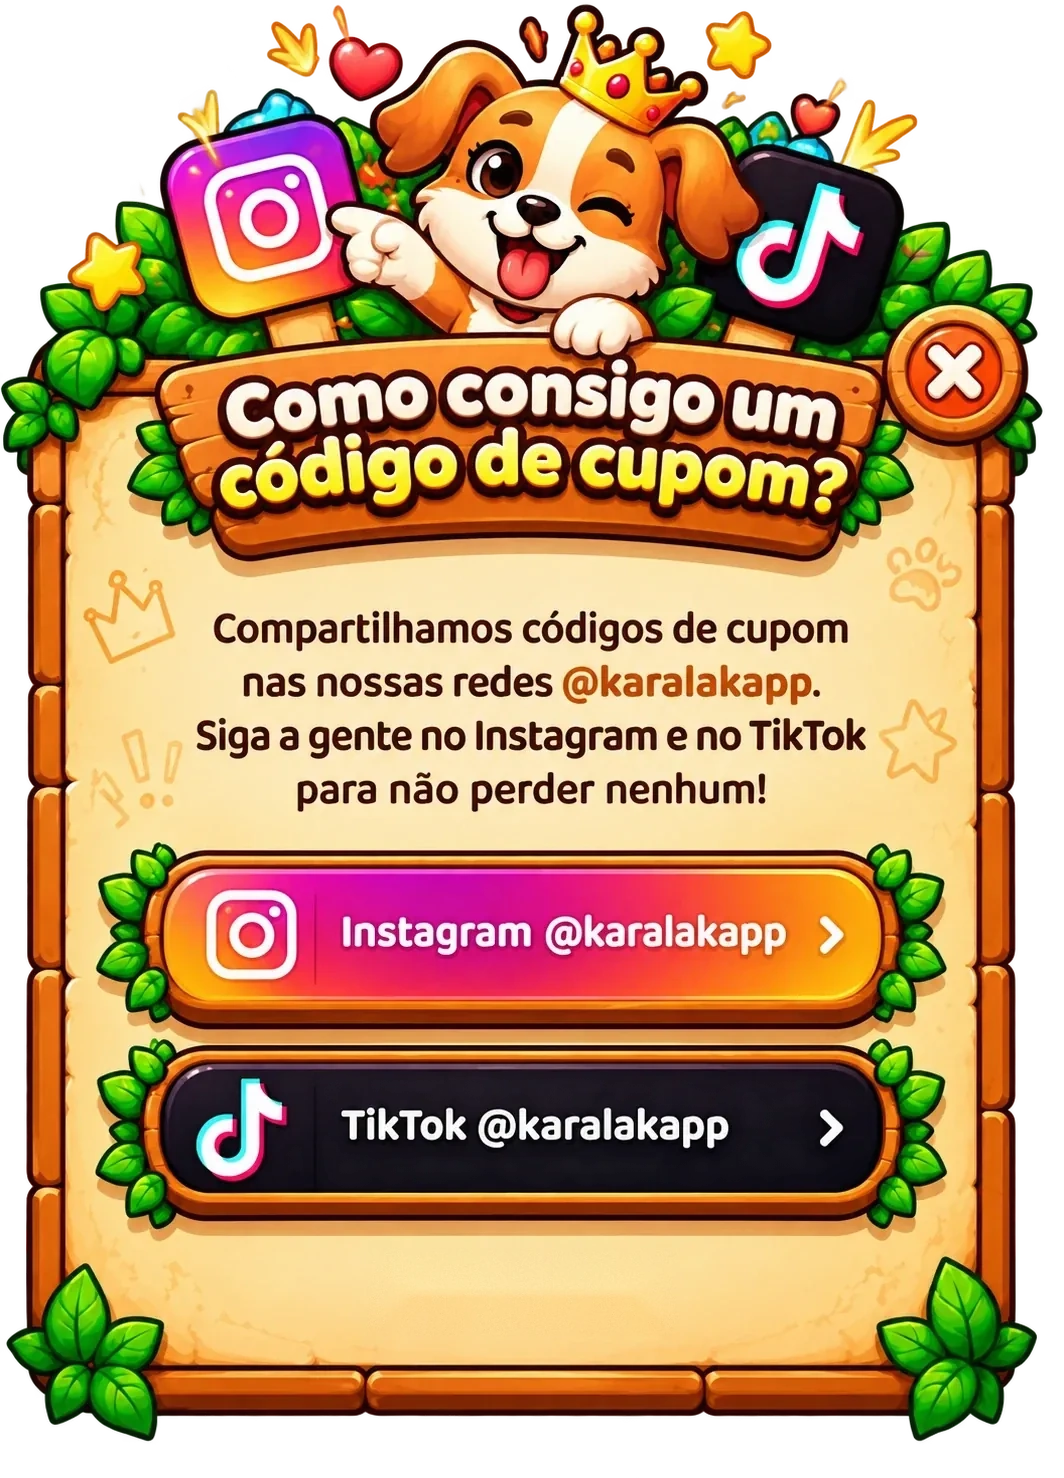 Como consigo um
código de cupom?
Compartilhamos códigos de cupom
nas nossas redes @karalakapp.
Siga a gente no Instagram e no TikTok
para não perder nenhum!
Instagram @karalakapp
TikTok @karalakapp